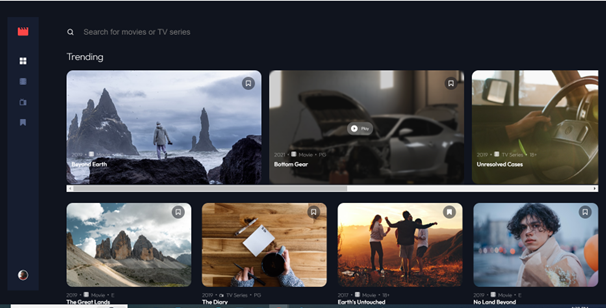 Search for movies or TV series
Trending
2019 • Movie • PG
Beyond Earth
2021 • Movie • PG
Play
Bottom Gear
2019 • TV Series • 18+
Unresolved Cases
2019 • Movie • E
The Great Lands
2019 • TV Series • PG
The Diary
2017 • Movie • 18+
Earth's Untouched
2019 • Movie • E
No Land Beyond